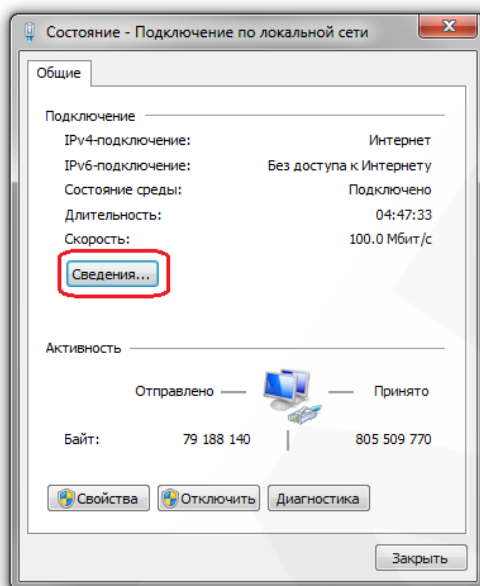 Состояние - Подключение по локальной сети
Общие
Подключение
IPv4-подключение: Интернет
IPv6-подключение: Без доступа к Интернету
Состояние среды: Подключено
Длительность: 04:47:33
Скорость: 100.0 Мбит/с
Сведения...
Активность
Отправлено — — Принято
Байт: 79 188 140 | 805 509 770
Свойства Отключить Диагностика
Закрыть